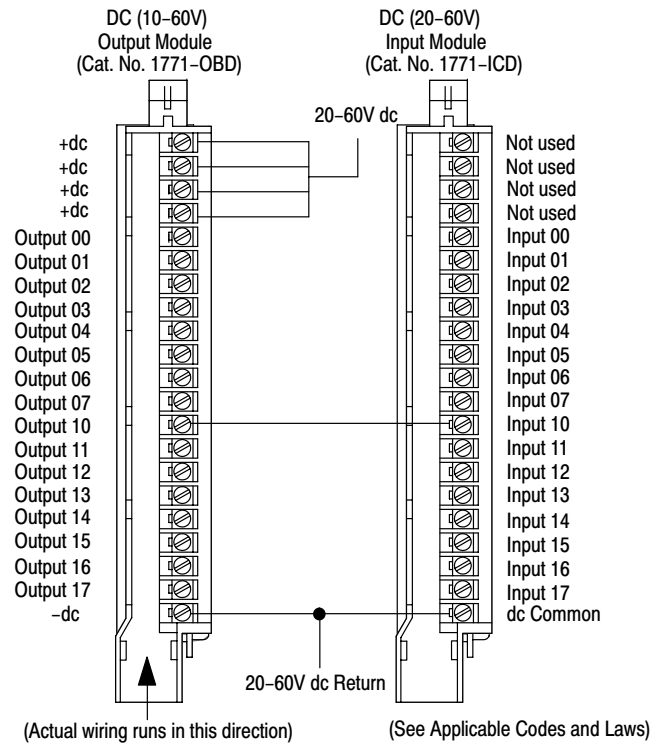 DC (10–60V)
Output Module
(Cat. No. 1771–OBD)
DC (20–60V)
Input Module
(Cat. No. 1771–ICD)
20–60V dc
+dc
+dc
+dc
+dc
Output 00
Output 01
Output 02
Output 03
Output 04
Output 05
Output 06
Output 07
Output 10
Output 11
Output 12
Output 13
Output 14
Output 15
Output 16
Output 17
–dc
Not used
Not used
Not used
Not used
Input 00
Input 01
Input 02
Input 03
Input 04
Input 05
Input 06
Input 07
Input 10
Input 11
Input 12
Input 13
Input 14
Input 15
Input 16
Input 17
dc Common
20–60V dc Return
(Actual wiring runs in this direction)
(See Applicable Codes and Laws)